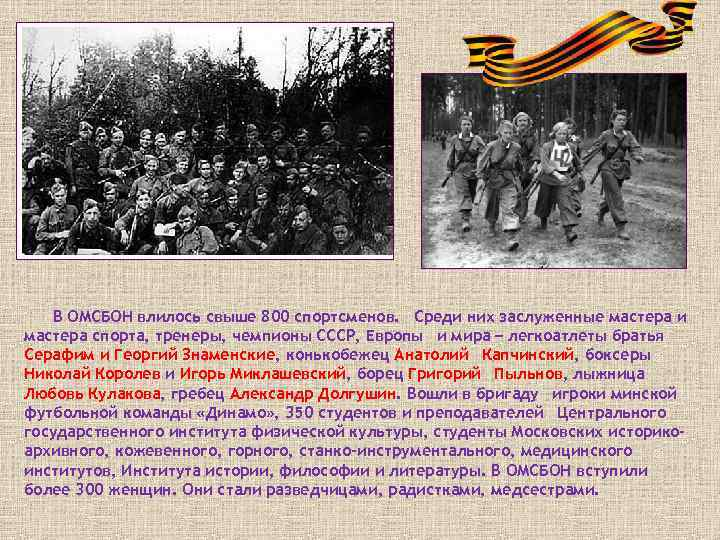 В ОМСБОН влилось свыше 800 спортсменов. Среди них заслуженные мастера и
мастера спорта, тренеры, чемпионы СССР, Европы и мира – легкоатлеты братья
Серафим и Георгий Знаменские, конькобежец Анатолий Капчинский, боксеры
Николай Королев и Игорь Миклашевский, борец Григорий Пыльнов, лыжница
Любовь Кулакова, гребец Александр Долгушин. Вошли в бригаду игроки минской
футбольной команды «Динамо», 350 студентов и преподавателей Центрального
государственного института физической культуры, студенты Московских историко-
архивного, кожевенного, горного, станко-инструментального, медицинского
институтов, Института истории, философии и литературы. В ОМСБОН вступили
более 300 женщин. Они стали разведчицами, радистками, медсестрами.